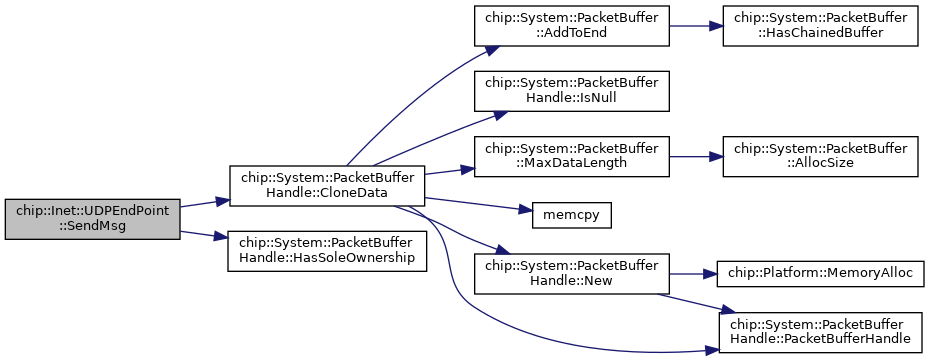 chip::Inet::UDPEndPoint
::SendMsg
chip::System::PacketBuffer
Handle::CloneData
chip::System::PacketBuffer
Handle::HasSoleOwnership
chip::System::PacketBuffer
::AddToEnd
chip::System::PacketBuffer
Handle::IsNull
chip::System::PacketBuffer
::MaxDataLength
memcpy
chip::System::PacketBuffer
Handle::New
chip::System::PacketBuffer
::HasChainedBuffer
chip::System::PacketBuffer
::AllocSize
chip::Platform::MemoryAlloc
chip::System::PacketBuffer
Handle::PacketBufferHandle